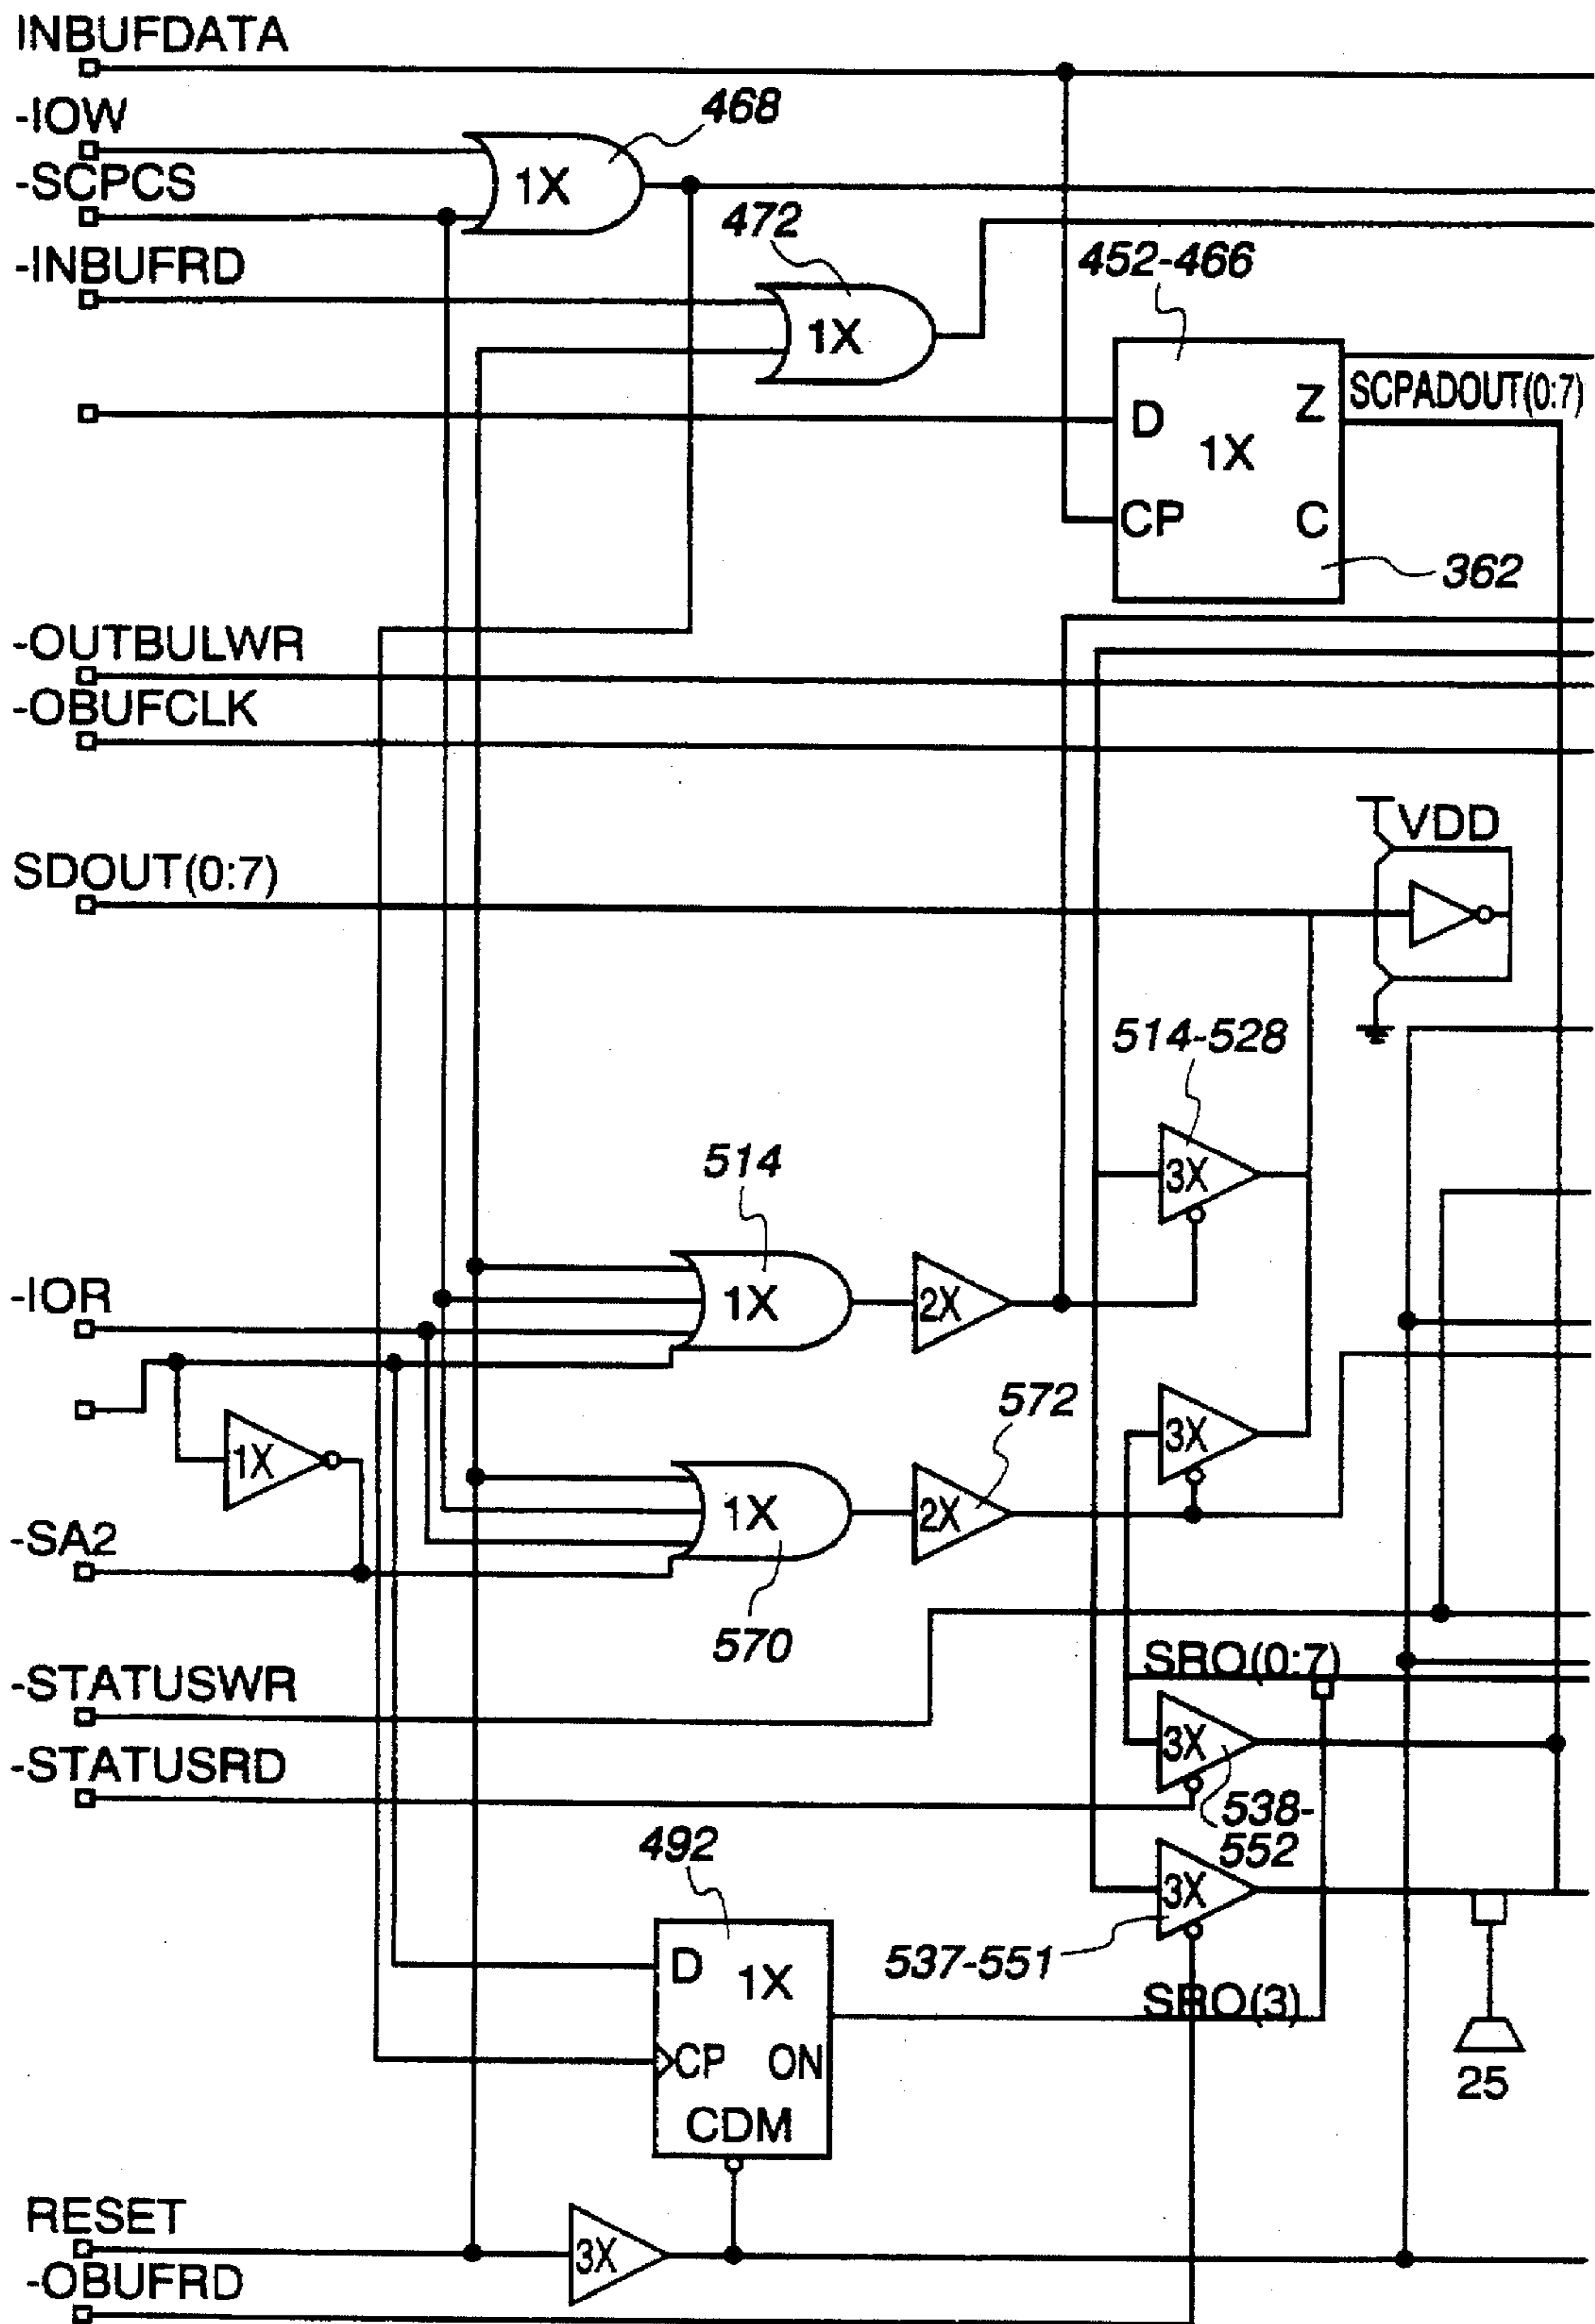 INBUFDATA
-IOW
468
-SCPCS
1X
472
-INBUFRD
452-466
1X
SCPADOUT(0:7)
D
Z
1X
CP
C
362
-OUTBULWR
-OBUFCLK
VDD
SDOUT(0:7)
514-528
514
3X
-IOR
1X
2X
572
3X
1X
1X
2X
-SA2
570
SRO(0:7)
-STATUSWR
3X
-STATUSRD
538-
552
492
3X
D
1X
537-551
SRO(3)
CP
ON
25
CDM
RESET
3X
-OBUFRD